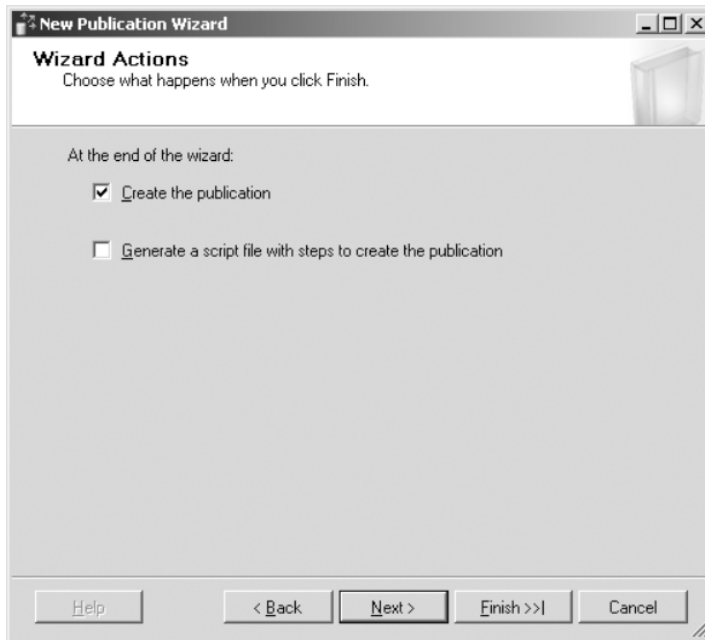 New Publication Wizard
Wizard Actions
Choose what happens when you click Finish.
At the end of the wizard:
Create the publication
Generate a script file with steps to create the publication
Help
< Back
Next >
Finish >>|
Cancel